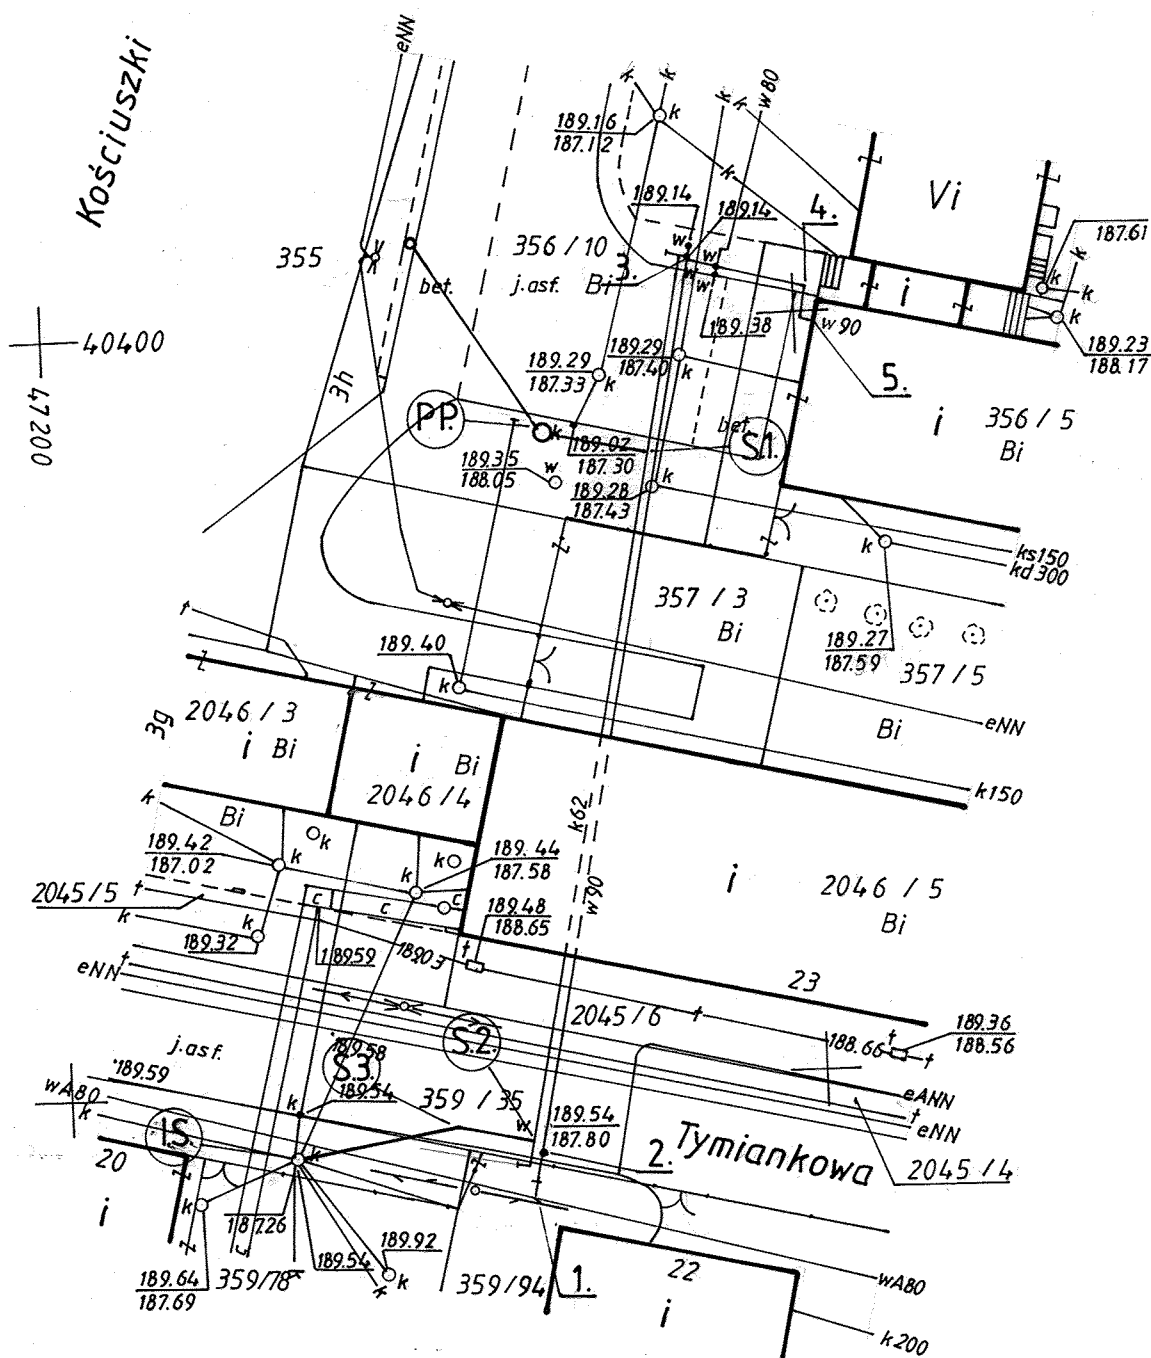 Kościuszki
eNN
k
k
k
k
w80
189.16
187.12
k
k
189.14
189.14
4.
Vi
187.61
k
k
k
355
356 / 10
j.asf.
Bi
3.
w
w
w
w
bet.
i
k
189.38
w90
189.23
188.17
40400
47200
3h
189.29
187.33
k
189.29
187.40
k
5.
i
356 / 5
Bi
P.P.
k
bet.
S.1.
189.02
187.30
189.35
188.05
w
189.28
187.43
k
k
ks150
kd300
357 / 3
Bi
189.27
187.59
357 / 5
t
189.40
k
eNN
Bi
3g
2046 / 3
i Bi
i Bi
2046 / 4
k150
k
Bi
k
k62
189.42
187.02
k
k
k
189.44
187.58
i
2046 / 5
Bi
w90
2045/5
t
k
k
c
c
c
189.48
188.65
189.32
189.59
189.03
t
23
eNN
t
2045 / 6
t
188.66
t
t
189.36
188.56
j.asf.
189.59
189.58
S.3.
S.2.
189.54
359 / 35
eANN
t
eNN
wA80
k
k
w
189.54
187.80
I.S.
k
2.
Tymiankowa
2045 / 4
20
i
k
187.26
c
189.54
189.92
k
k
k
189.64
187.69
359/78
359/94
1.
22
i
wA80
k200